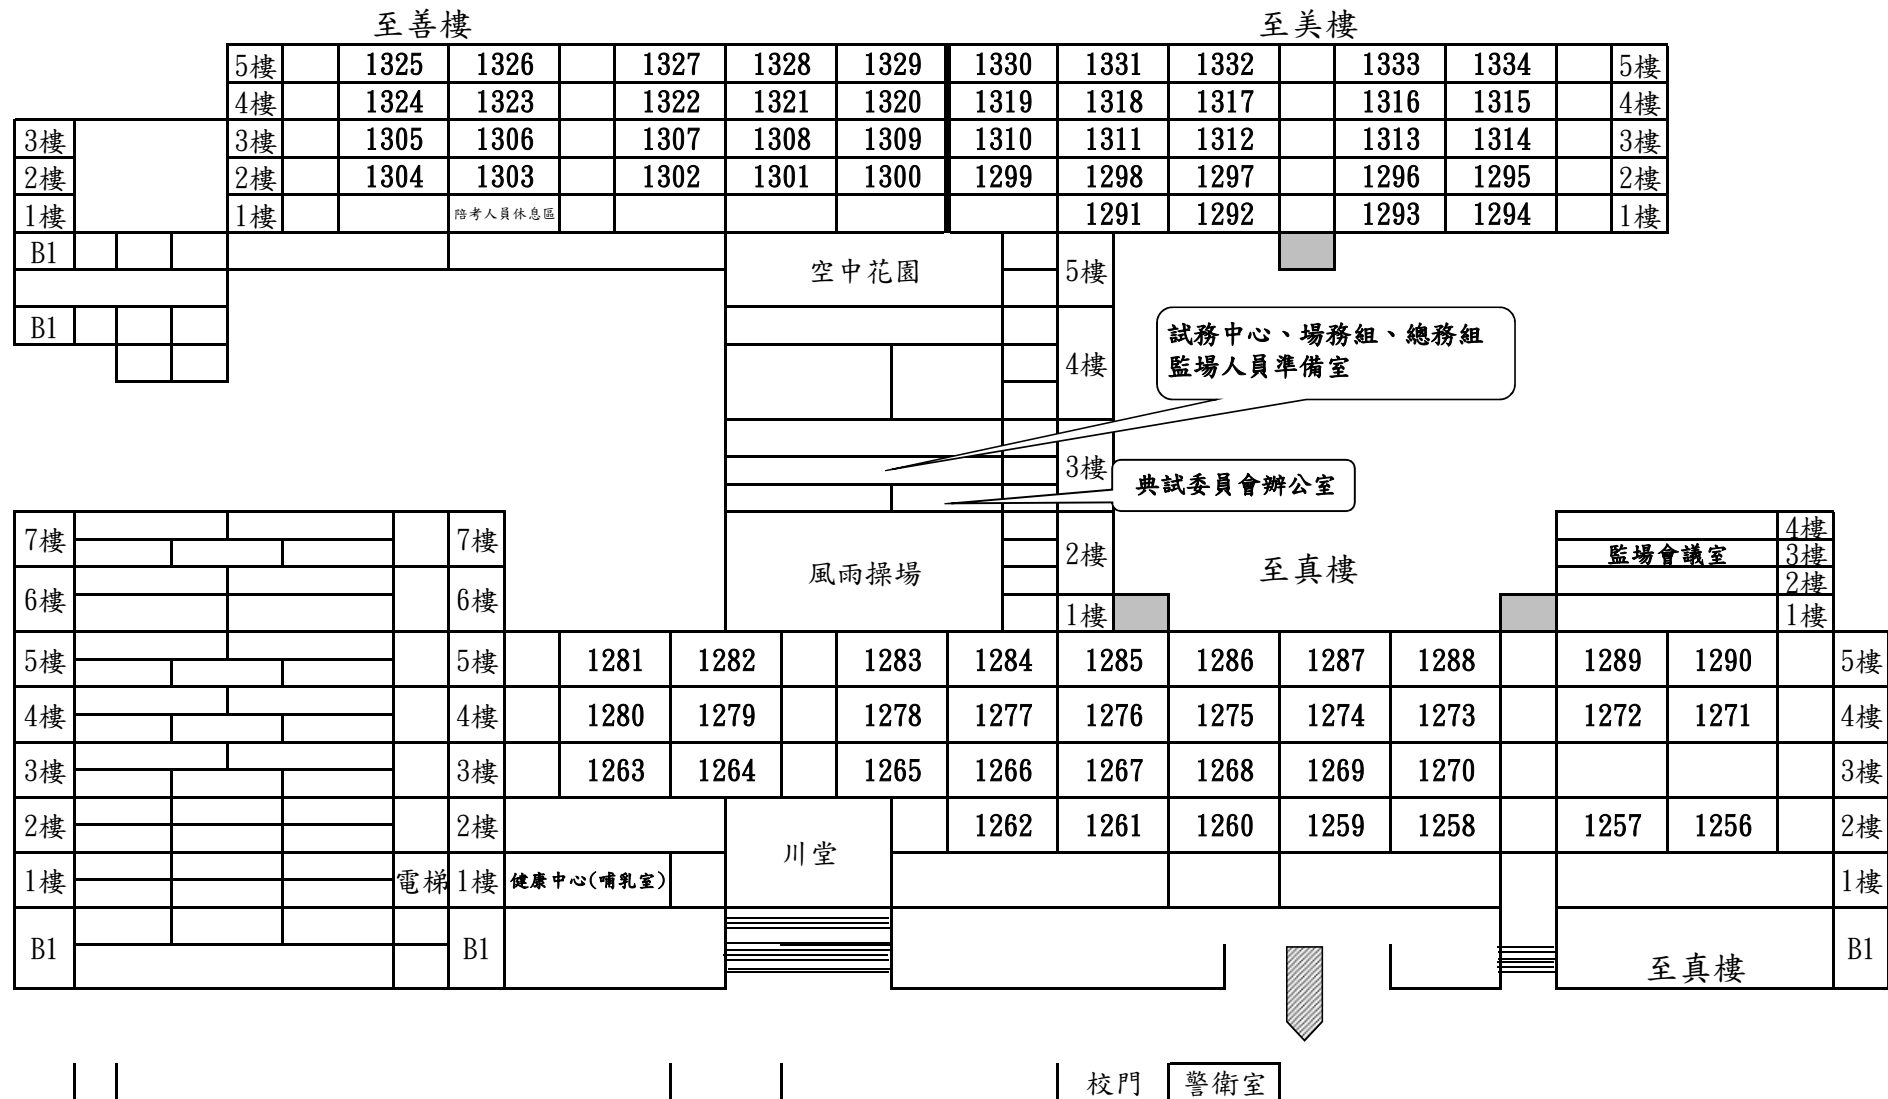 至善樓 至美樓
5樓 1325 1326 1327 1328 1329 1330 1331 1332 1333 1334 5樓
4樓 1324 1323 1322 1321 1320 1319 1318 1317 1316 1315 4樓
3樓 3樓 1305 1306 1307 1308 1309 1310 1311 1312 1313 1314 3樓
2樓 2樓 1304 1303 1302 1301 1300 1299 1298 1297 1296 1295 2樓
1樓 1樓 陪考人員休息區 1291 1292 1293 1294 1樓
B1
空中花園 5樓
B1
試務中心、場務組、總務組
監場人員準備室
4樓
3樓
典試委員會辦公室
4樓
7樓 7樓 風雨操場 2樓 至真樓 監場會議室 3樓
2樓
6樓 6樓 1樓 1樓
5樓 5樓 1281 1282 1283 1284 1285 1286 1287 1288 1289 1290 5樓
4樓 4樓 1280 1279 1278 1277 1276 1275 1274 1273 1272 1271 4樓
3樓 3樓 1263 1264 1265 1266 1267 1268 1269 1270 3樓
2樓 2樓 1262 1261 1260 1259 1258 1257 1256 2樓
川堂
1樓 電梯 1樓 健康中心(哺乳室) 1樓
B1 B1 至真樓 B1
校門 警衛室